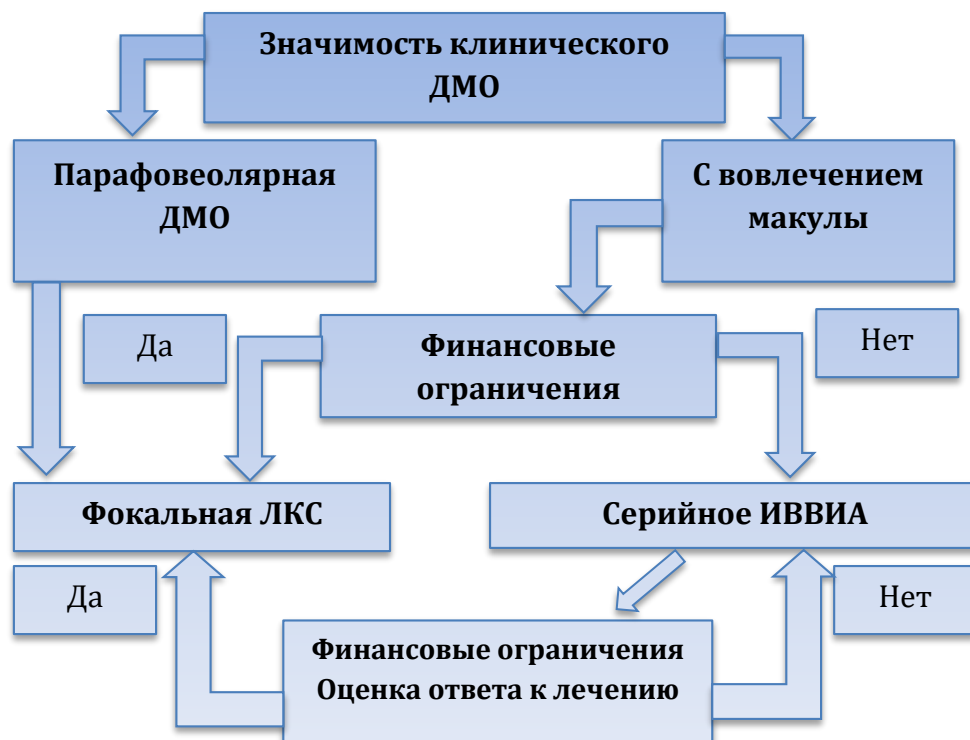 Значимость клинического
ДМО
Парафовеолярная
ДМО
С вовлечением
макулы
Да
Финансовые
ограничения
Нет
Фокальная ЛКС
Серийное ИВВИА
Да
Нет
Финансовые ограничения
Оценка ответа к лечению